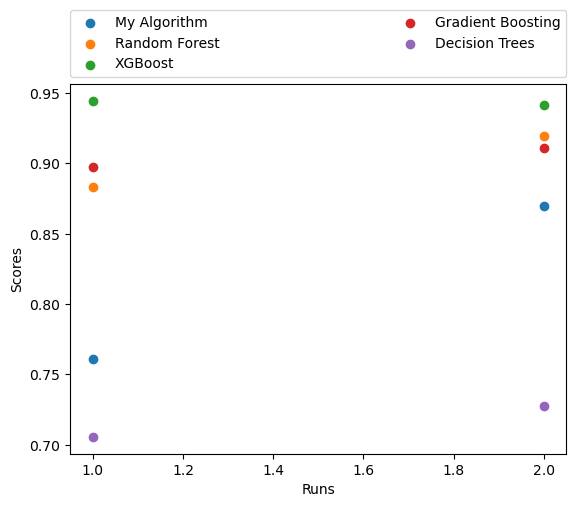 My Algorithm
Random Forest
XGBoost
Gradient Boosting
Decision Trees
0.95
0.90
0.85
0.80
0.75
0.70
Scores
1.0 1.2 1.4 1.6 1.8 2.0
Runs